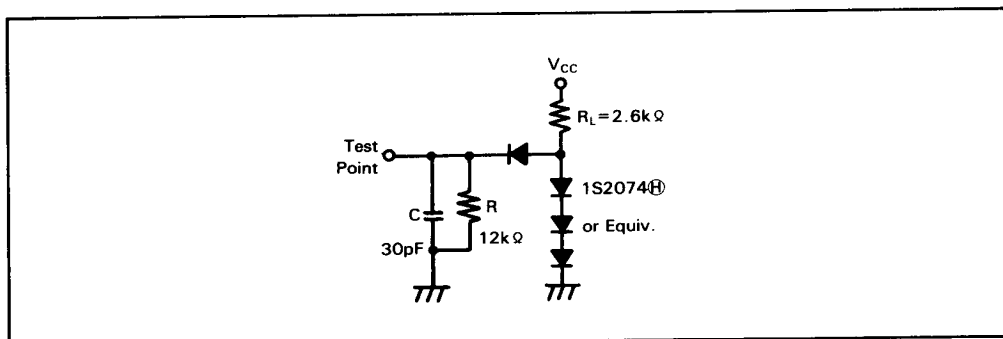 V_CC
R_L=2.6kΩ
Test
Point
1S2074Ⓗ
C
R
or Equiv.
12kΩ
30pF